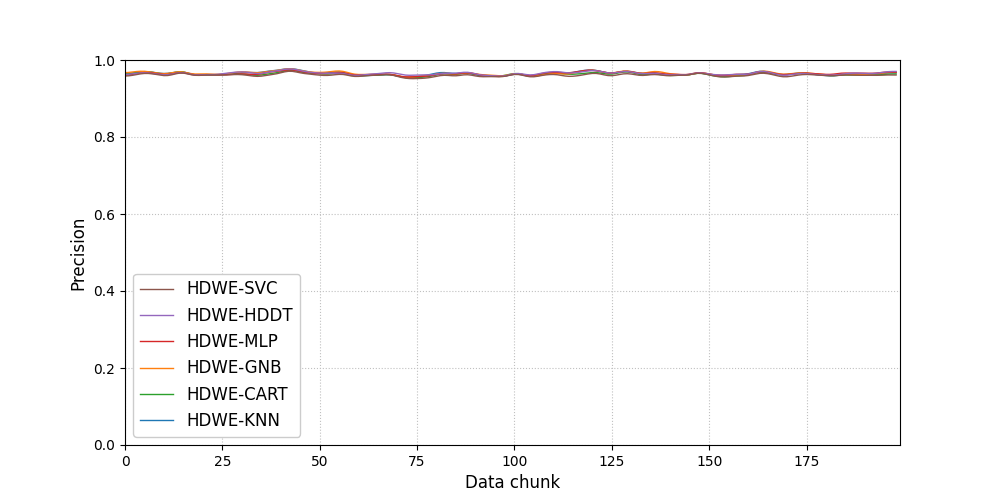 1.0
0.8
0.6
0.4
0.2
0.0
Precision
HDWE-SVC
HDWE-HDDT
HDWE-MLP
HDWE-GNB
HDWE-CART
HDWE-KNN
0 25 50 75 100 125 150 175
Data chunk